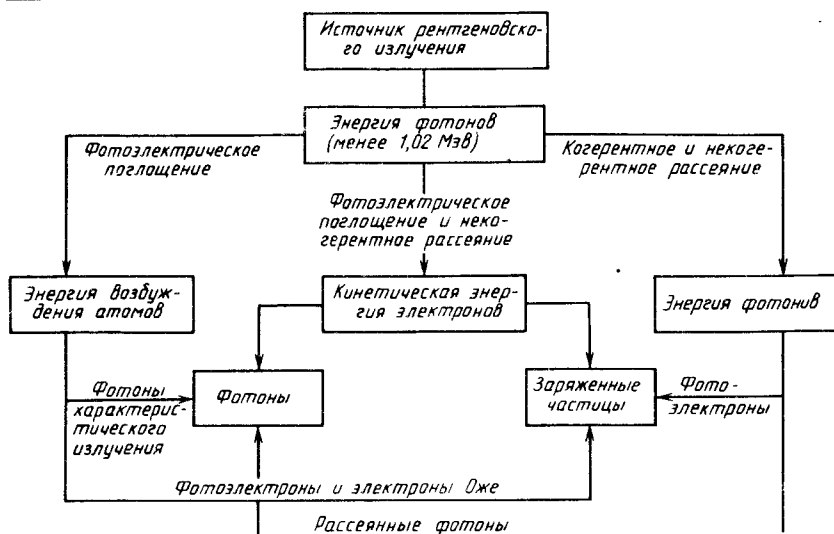 Источник рентгеновско-
го излучения
Энергия фотонов
(менее 1,02 Мэв)
Фотоэлектрическое
поглощение
Когерентное и некоге-
рентное рассеяние
Фотоэлектрическое
поглощение и неко-
герентное рассеяние
Энергия возбуж-
дения атомов
Кинетическая энер-
гия электронов
Энергия фотонов
Фотоны
характерис-
тического
излучения
Фотоны
Заряженные
частицы
Фото-
электроны
Фотоэлектроны и электроны Оже
Рассеянные фотоны